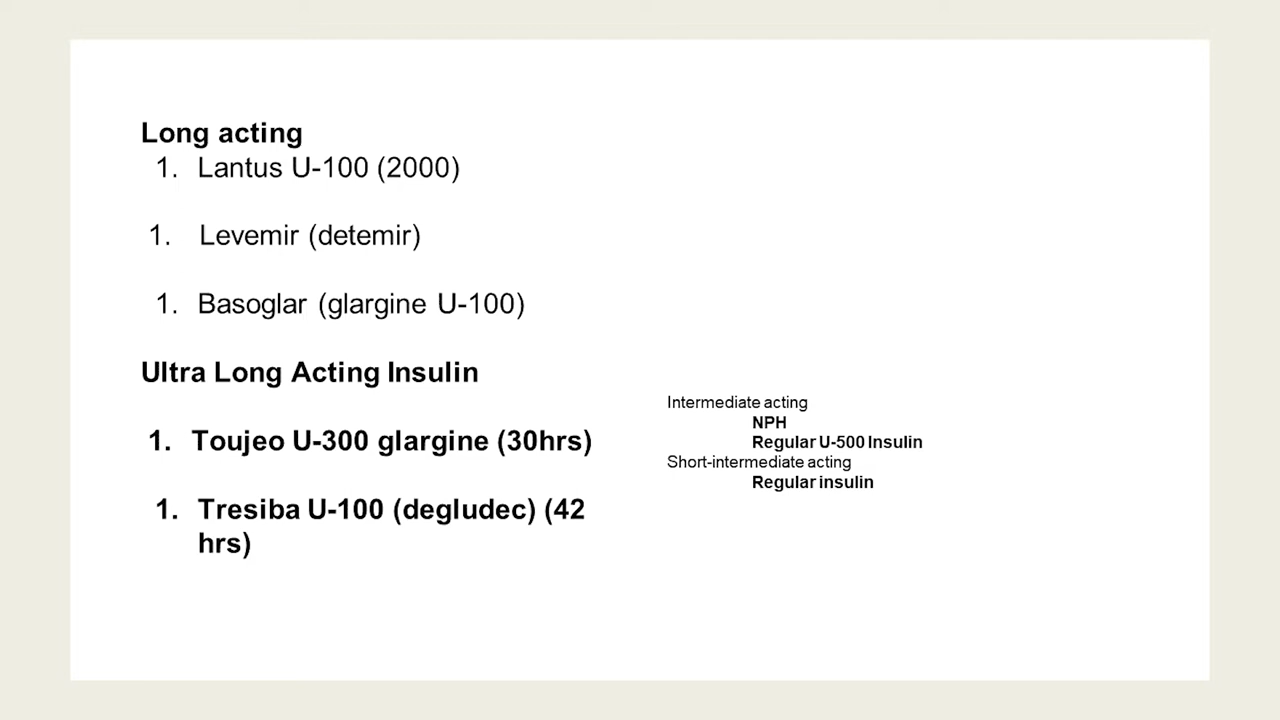 Long acting
1. Lantus U-100 (2000)
1. Levemir (detemir)
1. Basoglar (glargine U-100)
Ultra Long Acting Insulin
1. Toujeo U-300 glargine (30hrs)
1. Tresiba U-100 (degludec) (42
hrs)
Intermediate acting
NPH
Regular U-500 Insulin
Short-intermediate acting
Regular insulin